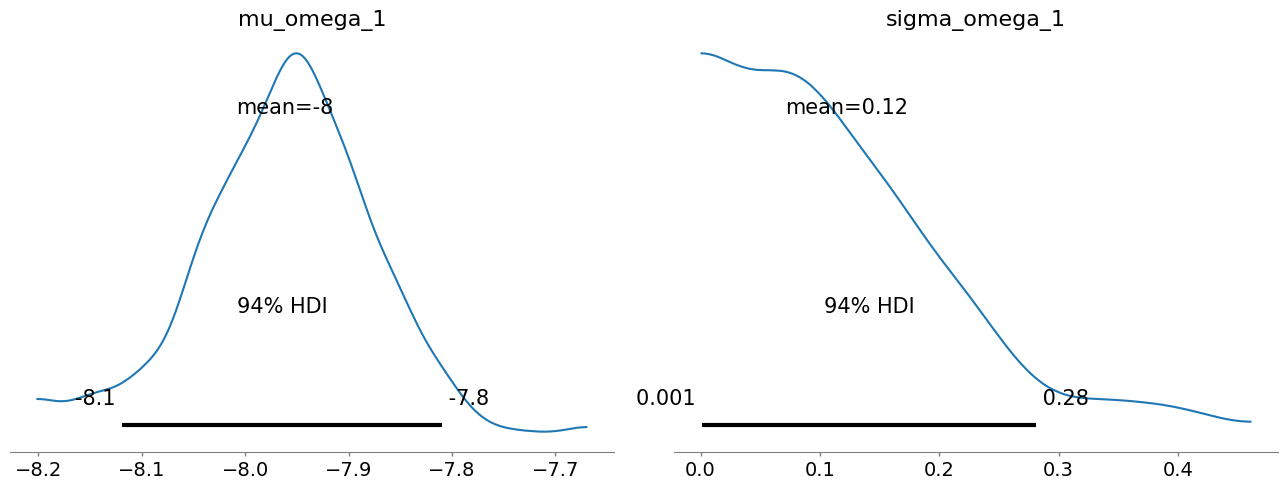 mu_omega_1
mean=-8
94% HDI
-8.1
-7.8
−8.2 −8.1 −8.0 −7.9 −7.8 −7.7
sigma_omega_1
mean=0.12
94% HDI
0.001
0.28
0.0 0.1 0.2 0.3 0.4